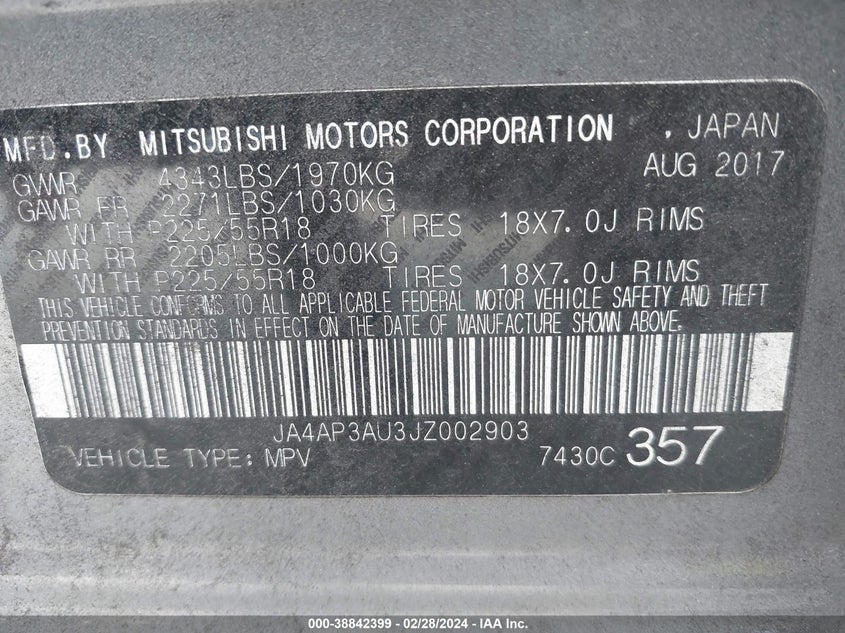 MFD.BY MITSUBISHI MOTORS CORPORATION , JAPAN
GVWR 4343LBS/1970KG AUG 2017
GAWR FR 2271LBS/1030KG
WITH P225/55R18 TIRES 18X7.0J RIMS
GAWR RR 2205LBS/1000KG
WITH P225/55R18 TIRES 18X7.0J RIMS
THIS VEHICLE CONFORMS TO ALL APPLICABLE FEDERAL MOTOR VEHICLE SAFETY AND THEFT
PREVENTION STANDARDS IN EFFECT ON THE DATE OF MANUFACTURE SHOWN ABOVE.
JA4AP3AU3JZ002903
VEHICLE TYPE: MPV 7430C 357
000-38842399 | 02/28/2024 - IAA Inc.